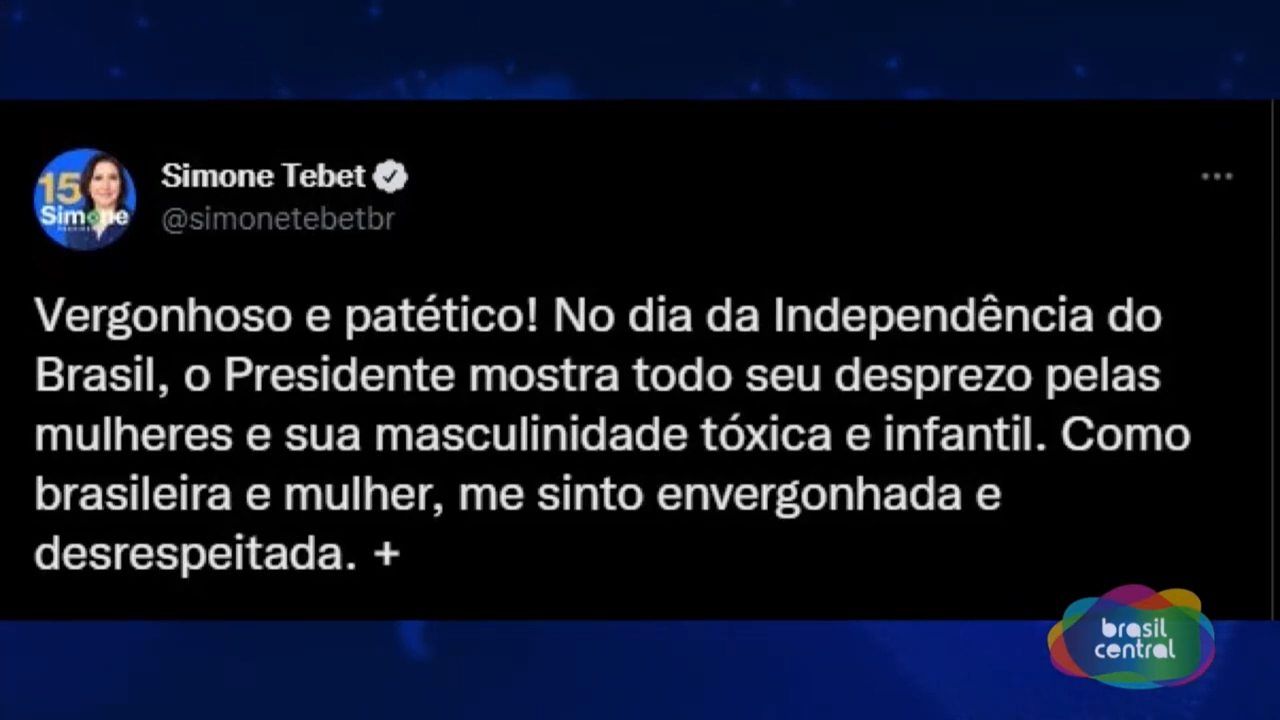 15
Simone
Simone Tebet
@simonetebetbr
Vergonhoso e patético! No dia da Independência do
Brasil, o Presidente mostra todo seu desprezo pelas
mulheres e sua masculinidade tóxica e infantil. Como
brasileira e mulher, me sinto envergonhada e
desrespeitada. +
brasil
central